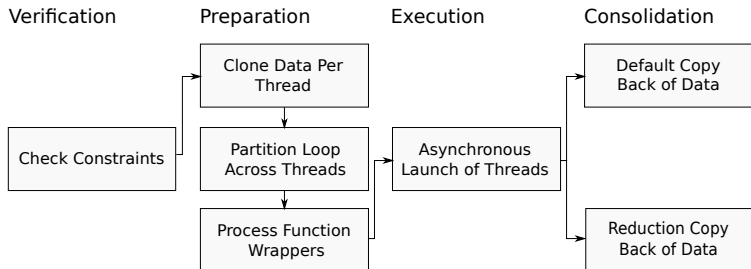 Verification
Preparation
Execution
Consolidation
Clone Data Per
Thread
Default Copy
Back of Data
Check Constraints
Partition Loop
Across Threads
Asynchronous
Launch of Threads
Process Function
Wrappers
Reduction Copy
Back of Data